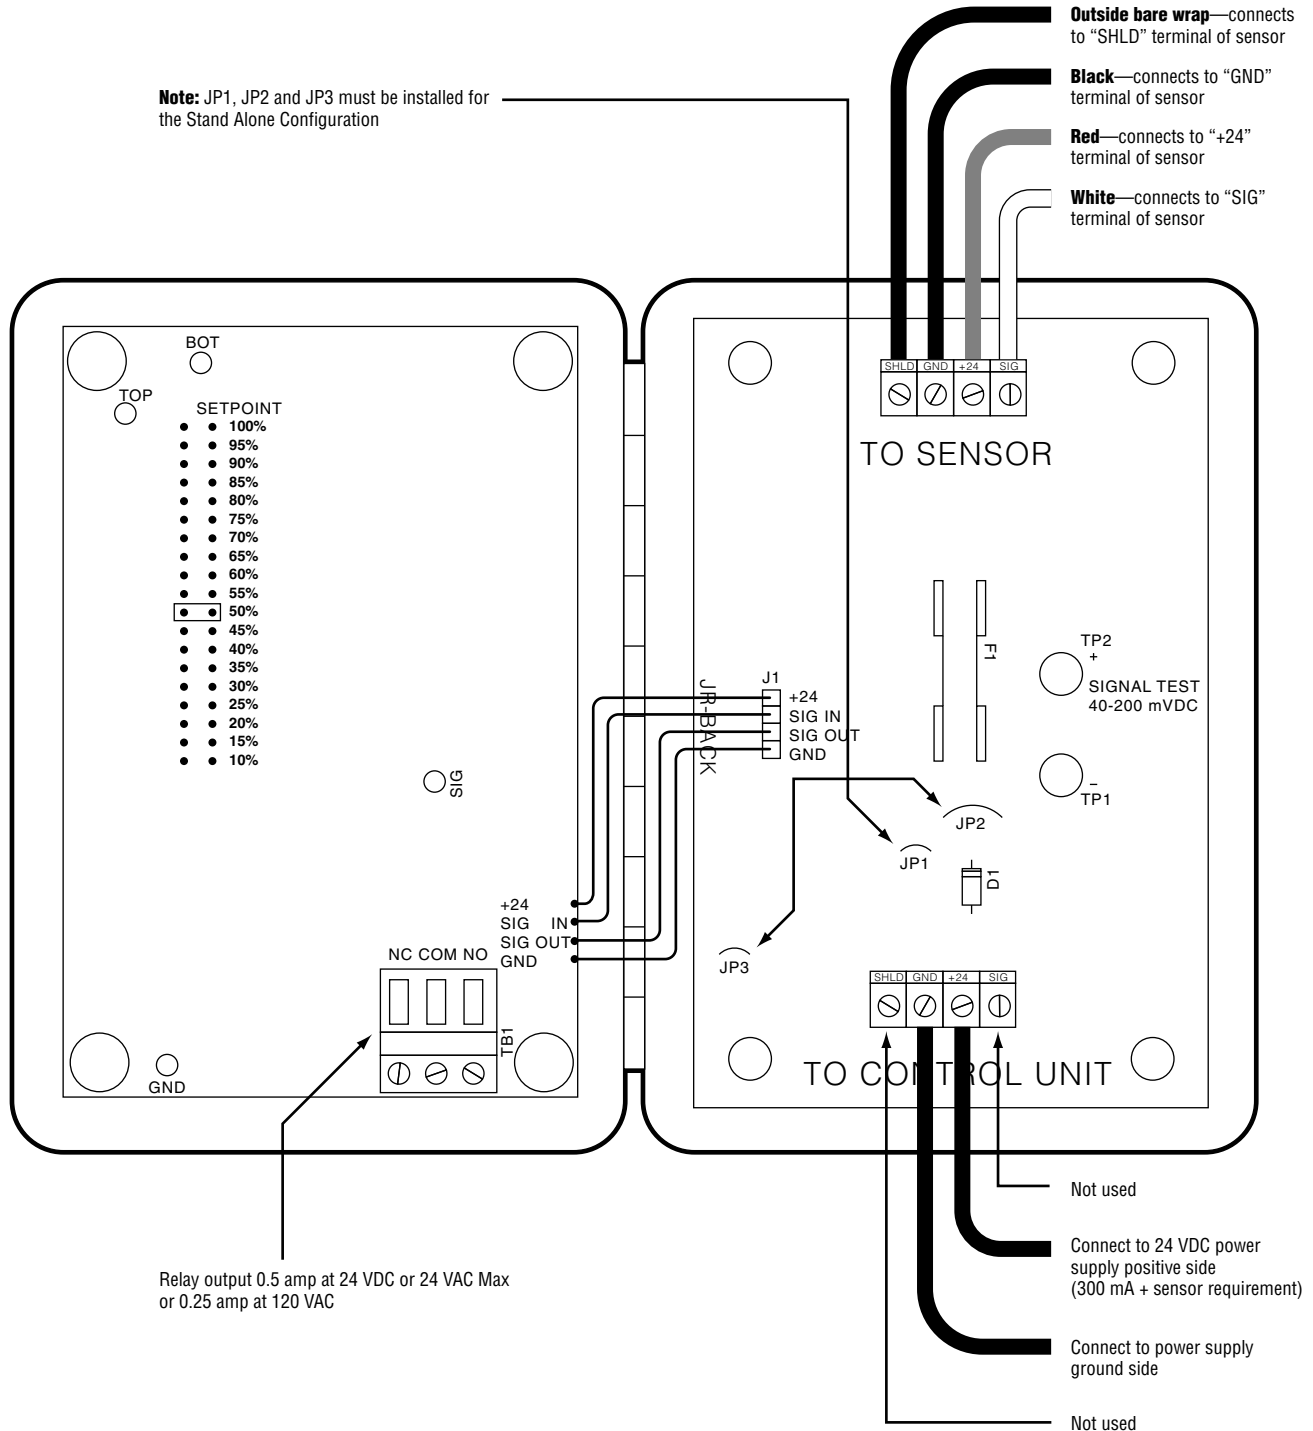 Outside bare wrap—connects
to “SHLD” terminal of sensor
Black—connects to “GND”
terminal of sensor
Red—connects to “+24”
terminal of sensor
White—connects to “SIG”
terminal of sensor
Note: JP1, JP2 and JP3 must be installed for
the Stand Alone Configuration
BOT
TOP
SETPOINT
100%
95%
90%
85%
80%
75%
70%
65%
60%
55%
50%
45%
40%
35%
30%
25%
20%
15%
10%
SIG
+24
SIG IN
SIG OUT
GND
NC COM NO
TB1
GND
SHLD GND +24 SIG
TO SENSOR
F1
TP2
+
SIGNAL TEST
40-200 mVDC
–
TP1
JR-BACK
J1
+24
SIG IN
SIG OUT
GND
JP2
JP1
D1
JP3
SHLD GND +24 SIG
TO CONTROL UNIT
Not used
Connect to 24 VDC power
supply positive side
(300 mA + sensor requirement)
Connect to power supply
ground side
Not used
Relay output 0.5 amp at 24 VDC or 24 VAC Max
or 0.25 amp at 120 VAC